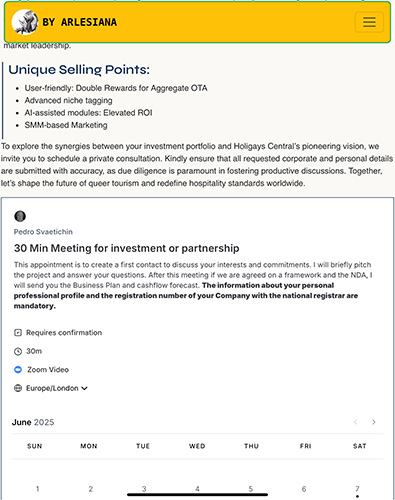 BY ARLESIANA
market leadership.
Unique Selling Points:
User-friendly: Double Rewards for Aggregate OTA
Advanced niche tagging
AI-assisted modules: Elevated ROI
SMM-based Marketing
To explore the synergies between your investment portfolio and Holigays Central's pioneering vision, we
invite you to schedule a private consultation. Kindly ensure that all requested corporate and personal details
are submitted with accuracy, as due diligence is paramount in fostering productive discussions. Together,
let's shape the future of queer tourism and redefine hospitality standards worldwide.
Pedro Svaetichin
30 Min Meeting for investment or partnership
This appointment is to create a first contact to discuss your interests and commitments. I will briefly pitch
the project and answer your questions. After this meeting if we are agreed on a framework and the NDA, I
will send you the Business Plan and cashflow forecast. The information about your personal
professional profile and the registration number of your Company with the national registrar are
mandatory.
Requires confirmation
30m
Zoom Video
Europe/London
June 2025
SUN MON TUE WED THU FRI SAT
1 2 3 4 5 6 7